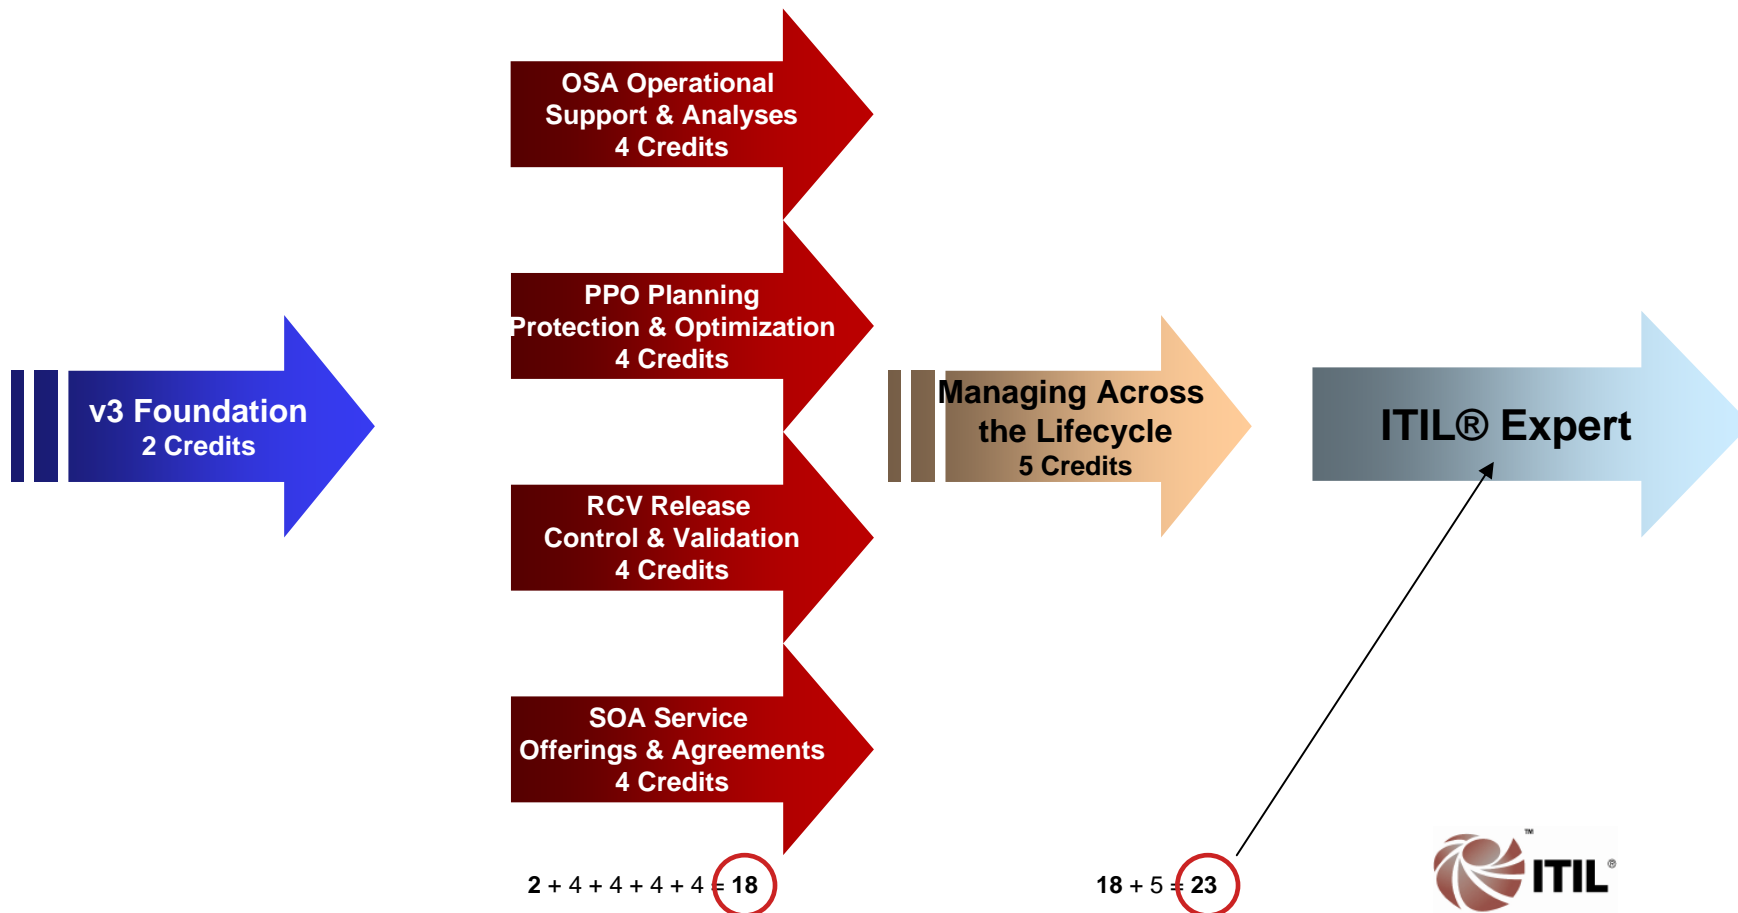 OSA Operational
Support & Analyses
4 Credits
PPO Planning
Protection & Optimization
4 Credits
v3 Foundation
2 Credits
Managing Across
the Lifecycle
5 Credits
ITIL® Expert
RCV Release
Control & Validation
4 Credits
SOA Service
Offerings & Agreements
4 Credits
2 + 4 + 4 + 4 + 4 = 18
18 + 5 = 23
™
ITIL®